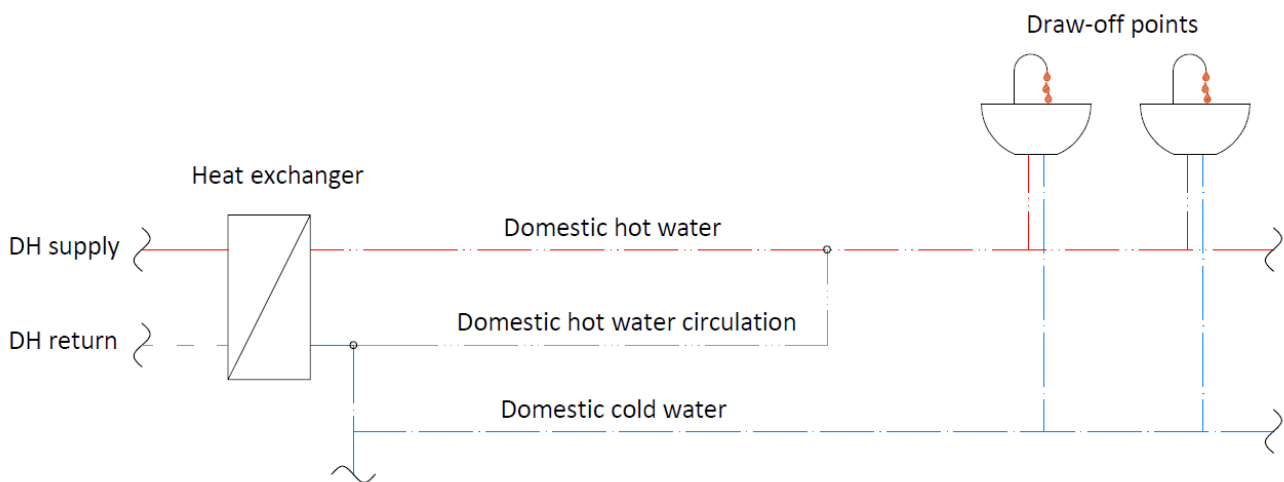 Draw-off points
Heat exchanger
DH supply
Domestic hot water
DH return
Domestic hot water circulation
Domestic cold water